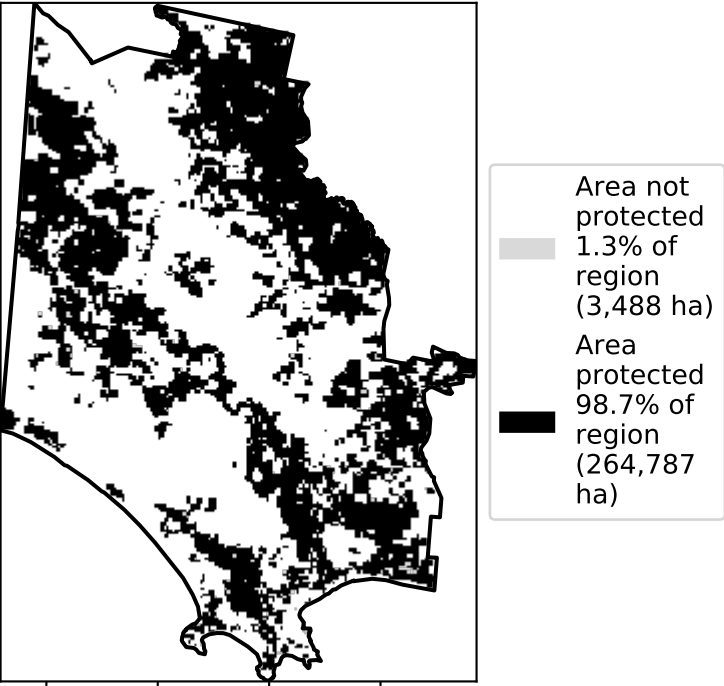 Area not
protected
1.3% of
region
(3,488 ha)
Area
protected
98.7% of
region
(264,787
ha)